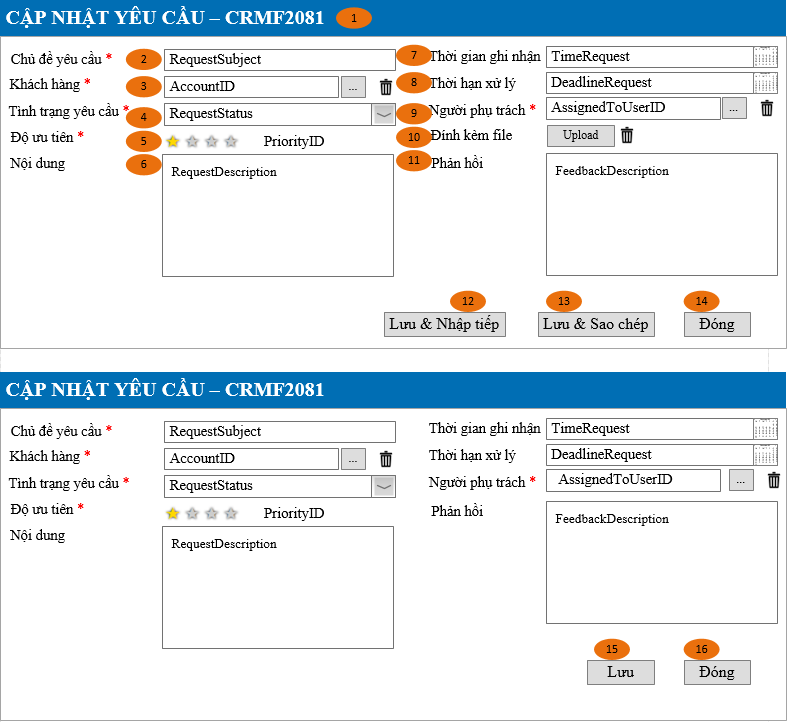 CẬP NHẬT YÊU CẦU – CRMF2081 1
Chủ đề yêu cầu * 2 RequestSubject 7 Thời gian ghi nhận TimeRequest
Khách hàng * 3 AccountID ... 8 Thời hạn xử lý DeadlineRequest
Tình trạng yêu cầu * 4 RequestStatus 9 Người phụ trách * AssignedToUserID ...
Độ ưu tiên * 5 PriorityID 10 Đính kèm file Upload
Nội dung 6 RequestDescription 11 Phản hồi FeedbackDescription
12 13 14
Lưu & Nhập tiếp Lưu & Sao chép Đóng
CẬP NHẬT YÊU CẦU – CRMF2081
Chủ đề yêu cầu * RequestSubject Thời gian ghi nhận TimeRequest
Khách hàng * AccountID ... Thời hạn xử lý DeadlineRequest
Tình trạng yêu cầu * RequestStatus Người phụ trách * AssignedToUserID ...
Độ ưu tiên * PriorityID Phản hồi FeedbackDescription
Nội dung RequestDescription
15 16
Lưu Đóng